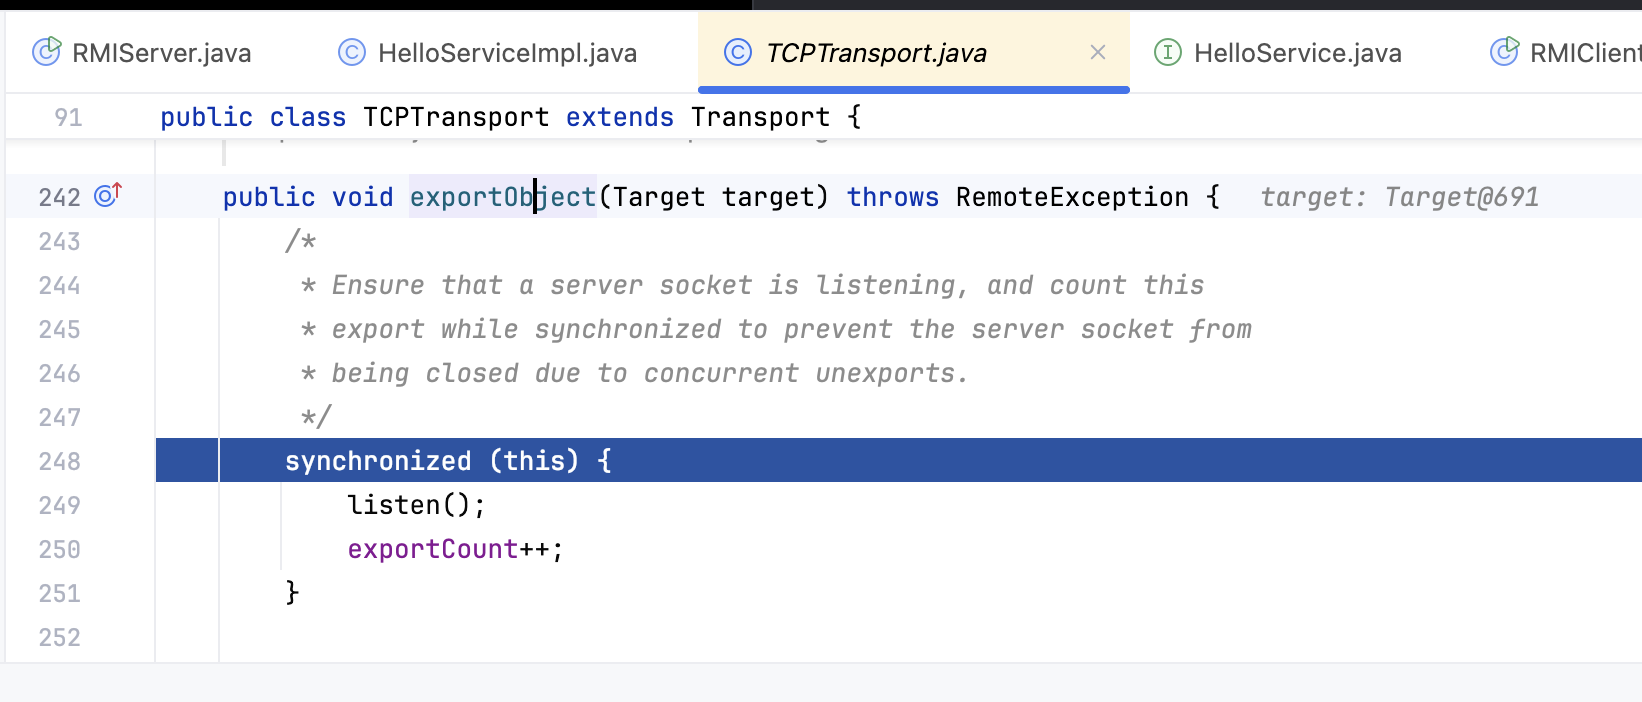 RMIServer.java HelloServiceImpl.java TCPTransport.java HelloService.java RMIClient
91 public class TCPTransport extends Transport {
242 public void exportObject(Target target) throws RemoteException { target: Target@691
243 /*
244 * Ensure that a server socket is listening, and count this
245 * export while synchronized to prevent the server socket from
246 * being closed due to concurrent unexports.
247 */
248 synchronized (this) {
249 listen();
250 exportCount++;
251 }
252